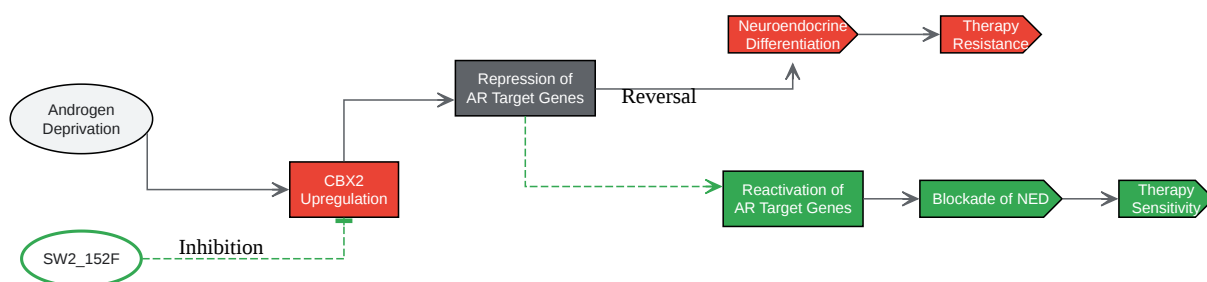 Neuroendocrine
Differentiation
Therapy
Resistance
Repression of
AR Target Genes
Reversal
Androgen
Deprivation
CBX2
Upregulation
Reactivation of
AR Target Genes
Blockade of NED
Therapy
Sensitivity
Inhibition
SW2_152F